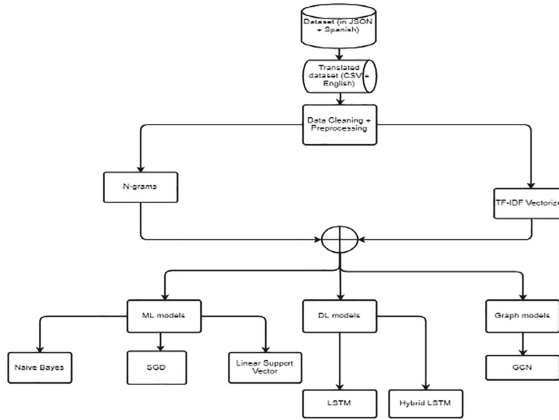 Dataset (in JSON
+ Spanish)
Translated
dataset (CSV +
English)
Data Cleaning +
Preprocessing
N-grams
TF-IDF Vectorize
ML models
DL models
Graph models
Naive Bayes
SGD
Linear Support
Vector
GCN
LSTM
Hybrid LSTM